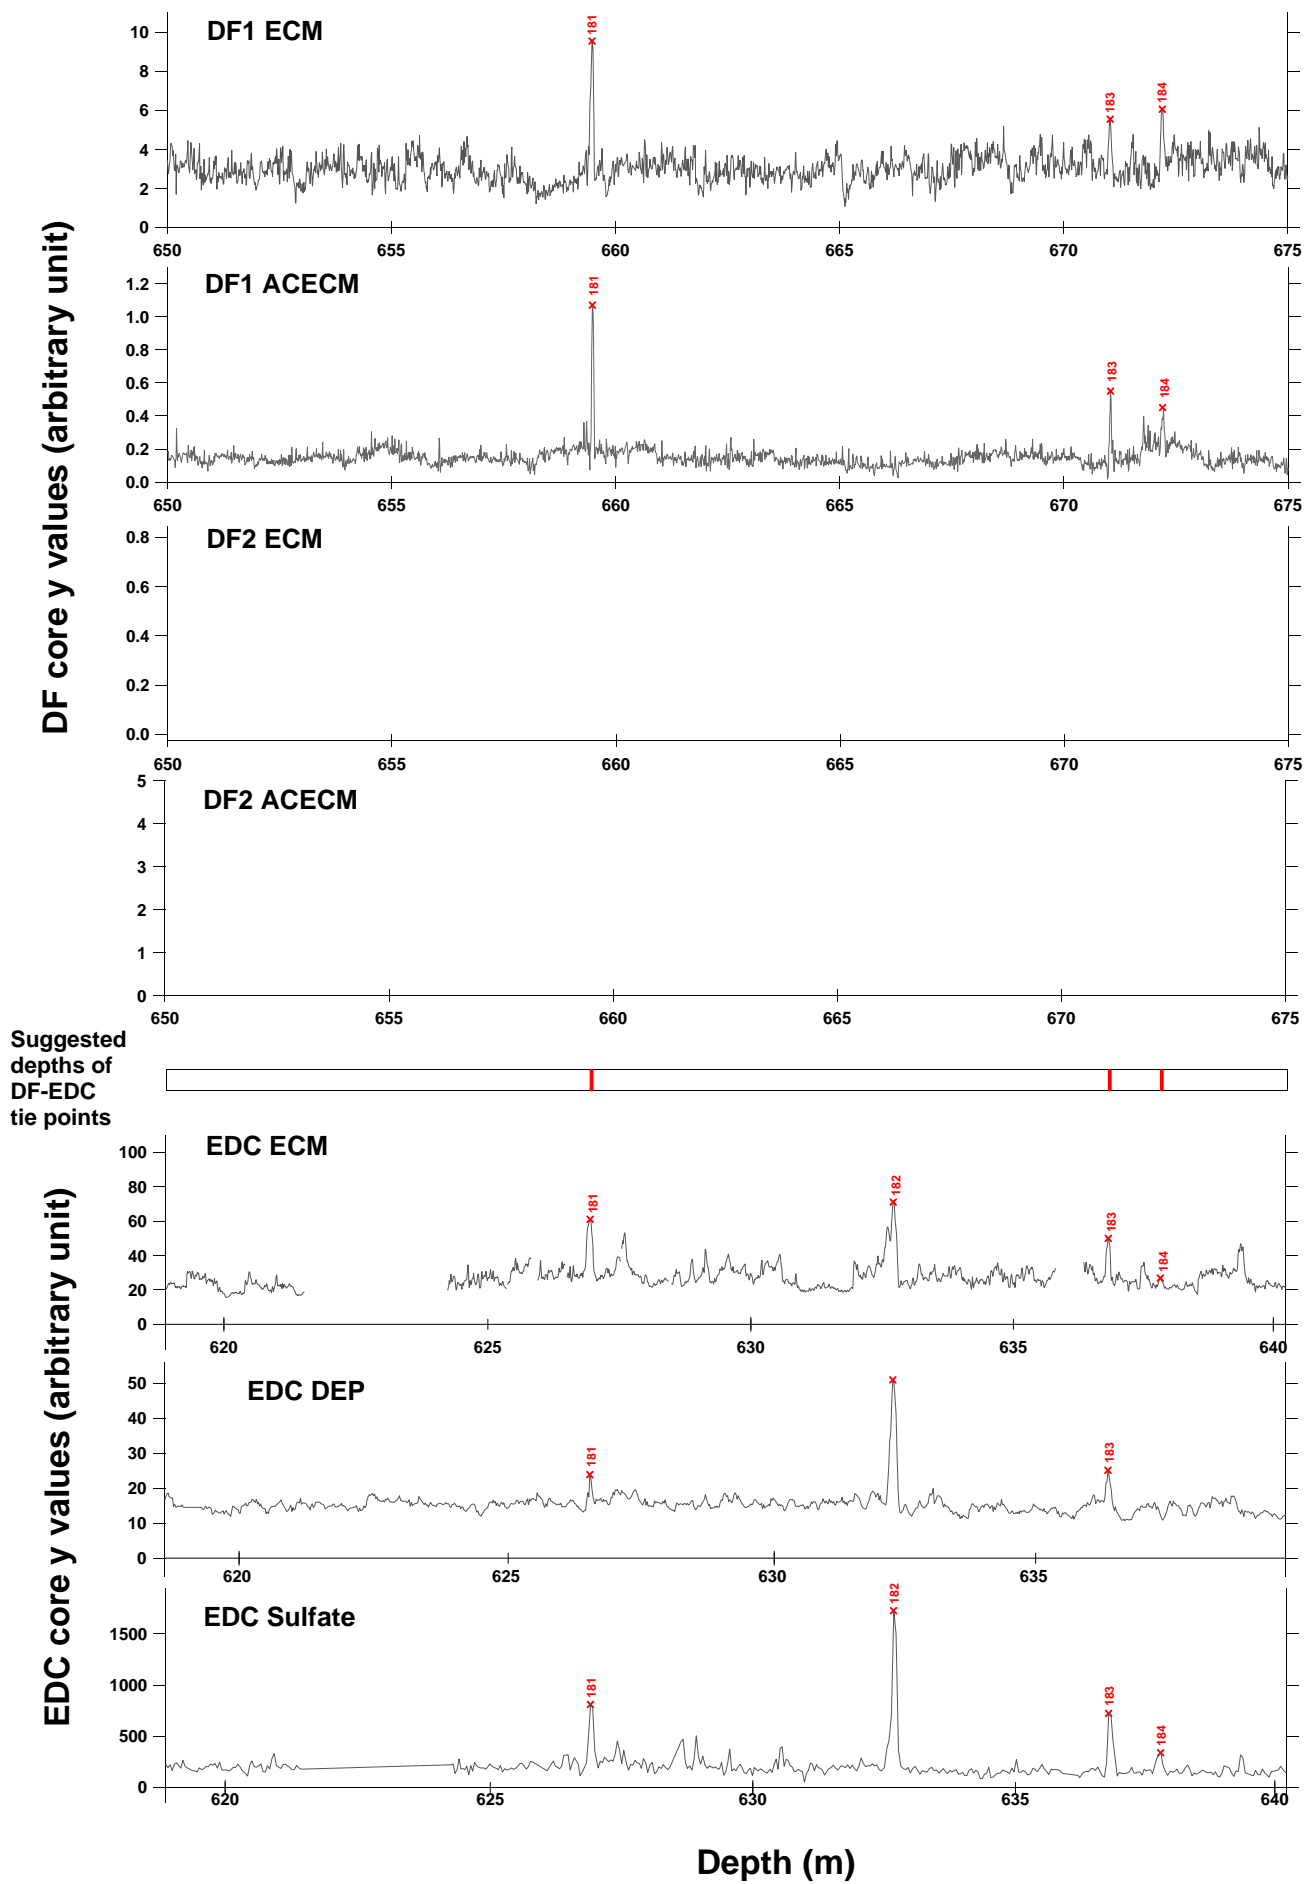 DF core y values (arbitrary unit)
DF1 ECM
10
8
6
4
2
0
181
183
184
650 655 660 665 670 675
DF1 ACECM
1.2
1.0
0.8
0.6
0.4
0.2
0.0
181
183
184
650 655 660 665 670 675
DF2 ECM
0.8
0.6
0.4
0.2
0.0
650 655 660 665 670 675
DF2 ACECM
5
4
3
2
1
0
650 655 660 665 670 675
Suggested
depths of
DF-EDC
tie points
EDC core y values (arbitrary unit)
EDC ECM
100
80
60
40
20
0
181
182
183
184
620 625 630 635 640
EDC DEP
50
40
30
20
10
0
181
183
620 625 630 635
EDC Sulfate
1500
1000
500
0
181
182
183
184
620 625 630 635 640
Depth (m)